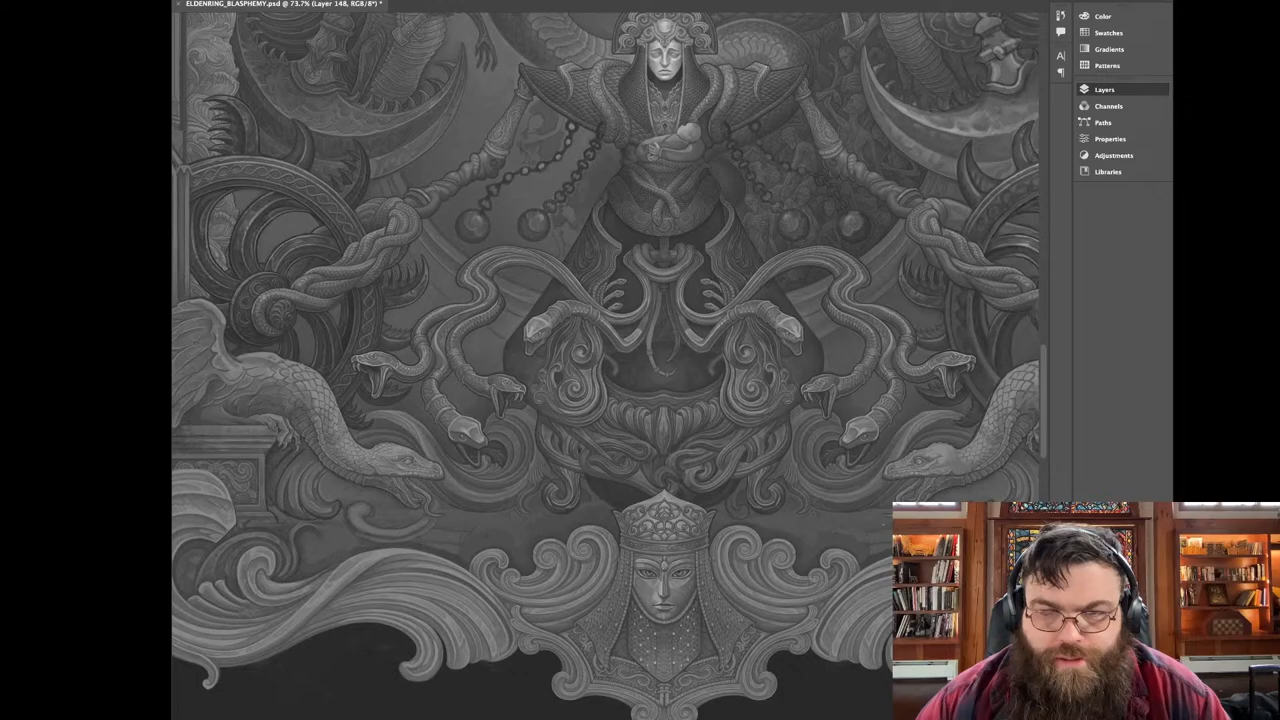 ELDENRING_BLASPHEMY.psd @ 73.7% (Layer 148, RGB/8*) *
Color
Swatches
Gradients
Patterns
Layers
Channels
Paths
Properties
Adjustments
Libraries